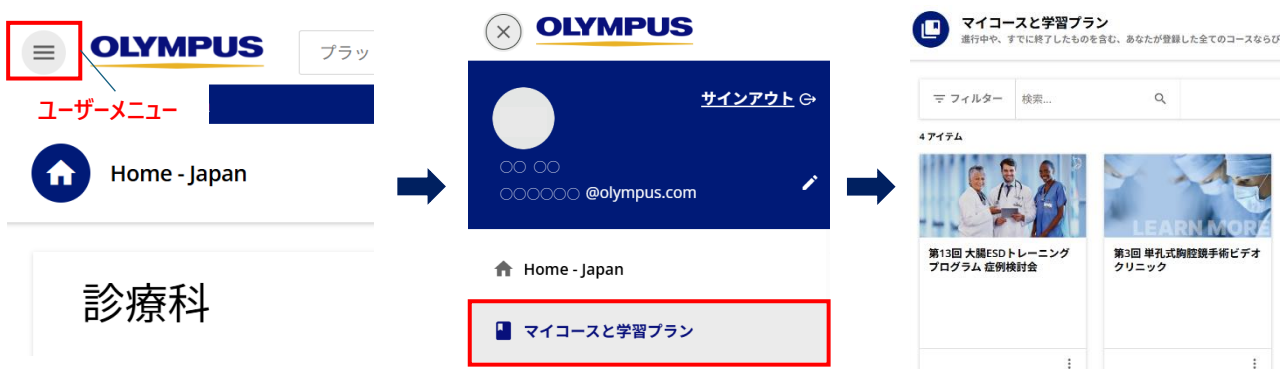 OLYMPUS
プラッ
ユーザーメニュー
Home - Japan
診療科
OLYMPUS
サインアウト
○○ ○○
○○○○○○ @olympus.com
Home - Japan
マイコースと学習プラン
マイコースと学習プラン
進行中や、すでに終了したものを含む、あなたが登録した全てのコースならび
フィルター
検索...
4 アイテム
LEARN MORE
第13回 大腸ESDトレーニング
プログラム 症例検討会
第3回 単孔式胸腔鏡手術ビデオ
クリニック